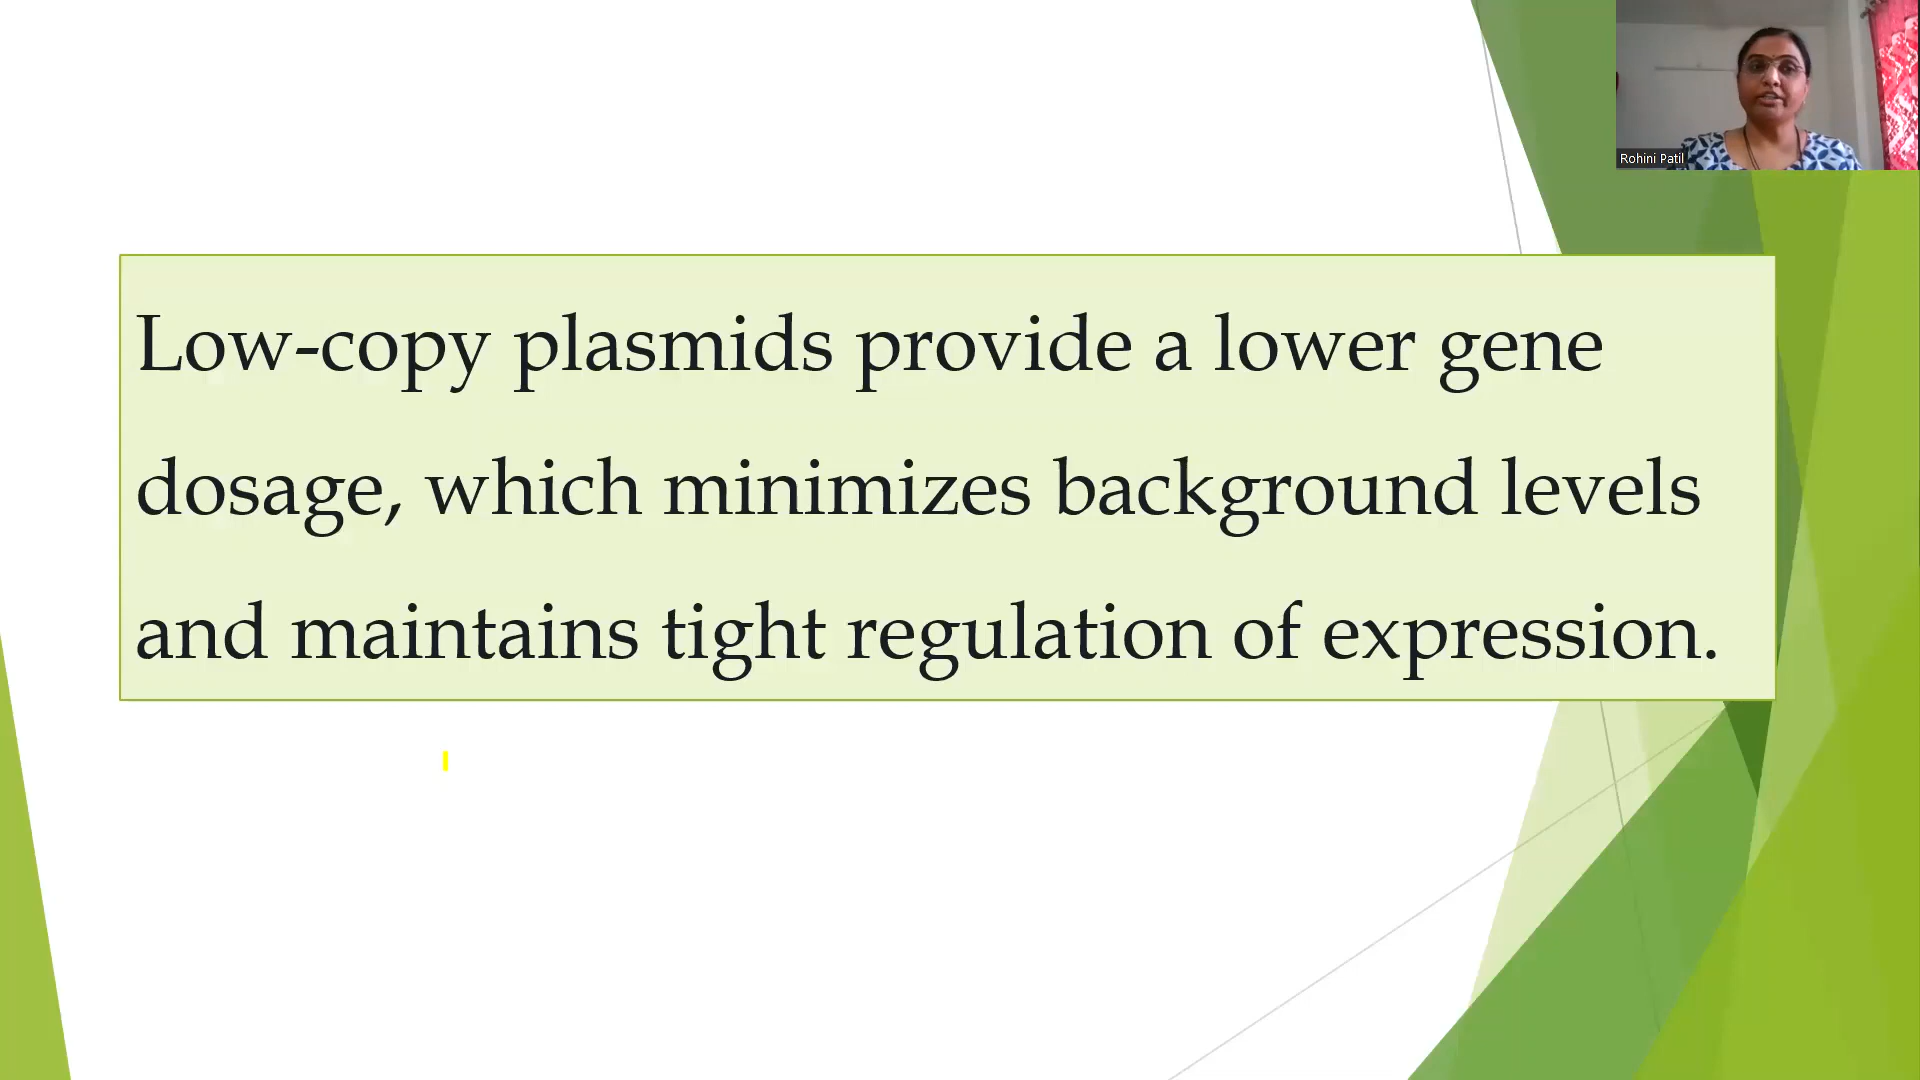 Rohini Patil
Low-copy plasmids provide a lower gene
dosage, which minimizes background levels
and maintains tight regulation of expression.